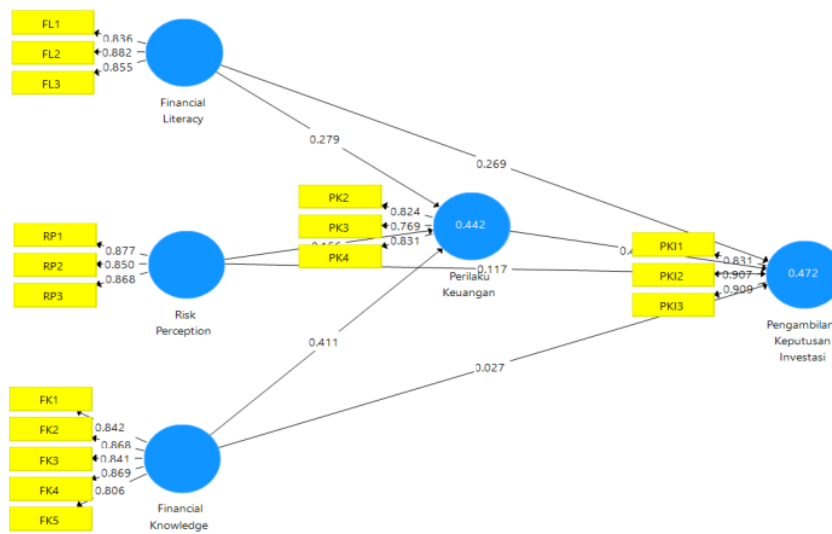 FL1
0.836
FL2
0.882
FL3
0.855
Financial
Literacy
0.279
0.269
PK2
0.824
PK3
0.769
PK4
0.831
0.442
Perilaku
Keuangan
RP1
0.877
RP2
0.850
RP3
0.868
Risk
Perception
0.117
PKI1
0.831
PKI2
0.907
PKI3
0.909
0.472
Pengambilan
Keputusan
Investasi
0.411
0.027
FK1
0.842
FK2
0.868
FK3
0.841
FK4
0.869
FK5
0.806
Financial
Knowledge